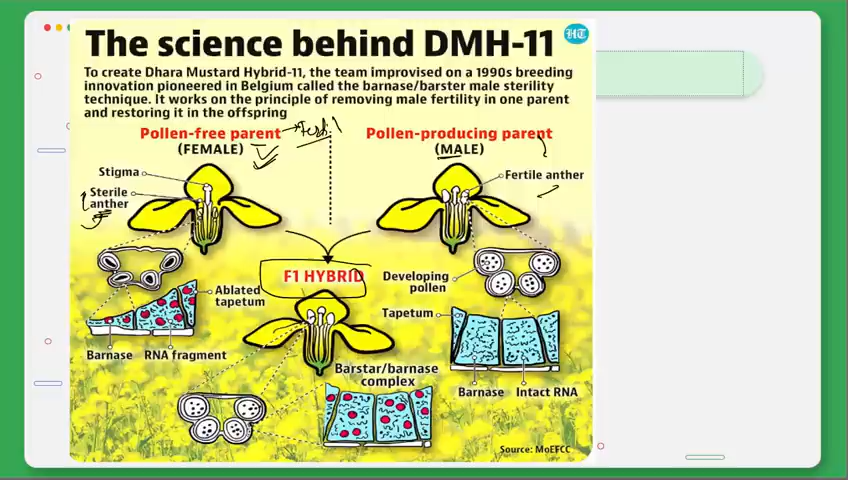 HT
The science behind DMH-11
To create Dhara Mustard Hybrid-11, the team improvised on a 1990s breeding
innovation pioneered in Belgium called the barnase/barster male sterility
technique. It works on the principle of removing male fertility in one parent
and restoring it in the offspring
Pollen-free parent
(FEMALE)
Pollen-producing parent
(MALE)
Stigma
Sterile
anther
Fertile anther
F1 HYBRID
Ablated
tapetum
Developing
pollen
Tapetum
Barnase RNA fragment
Barstar/barnase
complex
Barnase Intact RNA
Source: MoEFCC